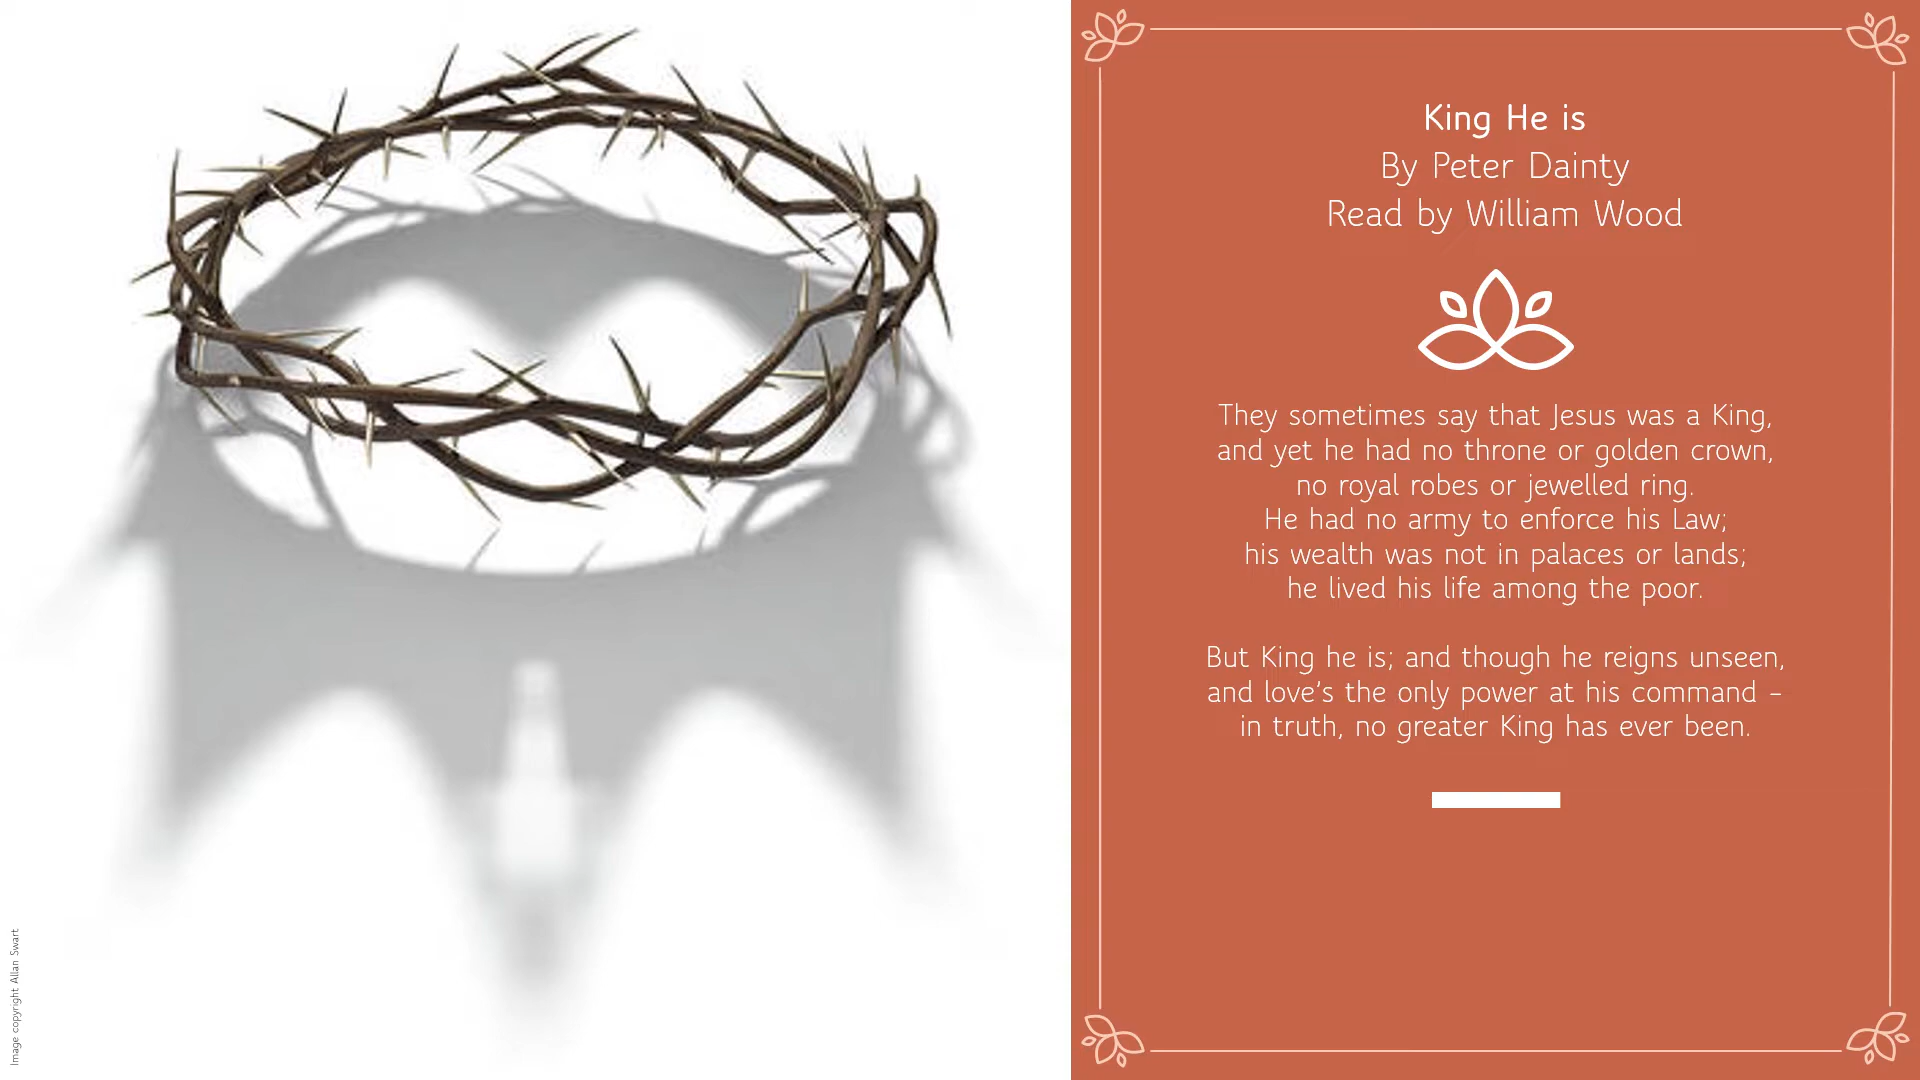 King He is
By Peter Dainty
Read by William Wood
They sometimes say that Jesus was a King,
and yet he had no throne or golden crown,
no royal robes or jewelled ring.
He had no army to enforce his Law;
his wealth was not in palaces or lands;
he lived his life among the poor.
But King he is; and though he reigns unseen,
and love's the only power at his command –
in truth, no greater King has ever been.
Image copyright Allan Swart